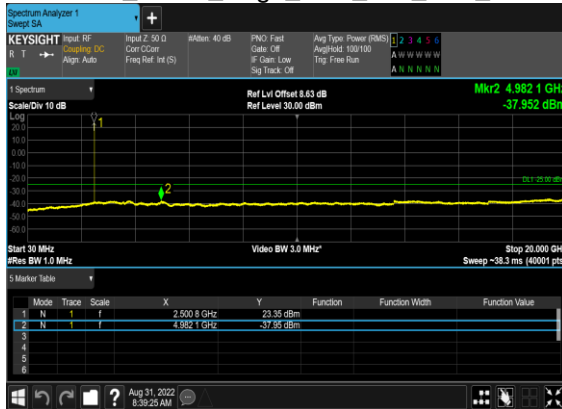 Spectrum Analyzer 1
Swept SA
+
KEYSIGHT Input: RF Input Z: 50 Ω #Atten: 40 dB PNO: Fast Avg Type: Power (RMS) 1 2 3 4 5 6
R T Coupling: DC Corr CCorr Gate: Off Avg|Hold: 100/100 A W W W W W
Align: Auto Freq Ref: Int (S) IF Gain: Low Trig: Free Run
Sig Track: Off A N N N N N
1 Spectrum
Ref Lvl Offset 8.63 dB Mkr2 4.982 1 GHz
Scale/Div 10 dB Ref Level 30.00 dBm -37.952 dBm
Log
20.0
10.0
0.00
-10.0
-20.0
-30.0
-40.0
-50.0
-60.0
1
2
DL1 -25.00 dBm
Start 30 MHz Video BW 3.0 MHz* Stop 20.000 GHz
#Res BW 1.0 MHz Sweep ~38.3 ms (40001 pts)
5 Marker Table
Mode Trace Scale X Y Function Function Width Function Value
1 N 1 f 2.500 8 GHz 23.35 dBm
2 N 1 f 4.982 1 GHz -37.95 dBm
3
4
5
6
? Aug 31, 2022
8:39:25 AM